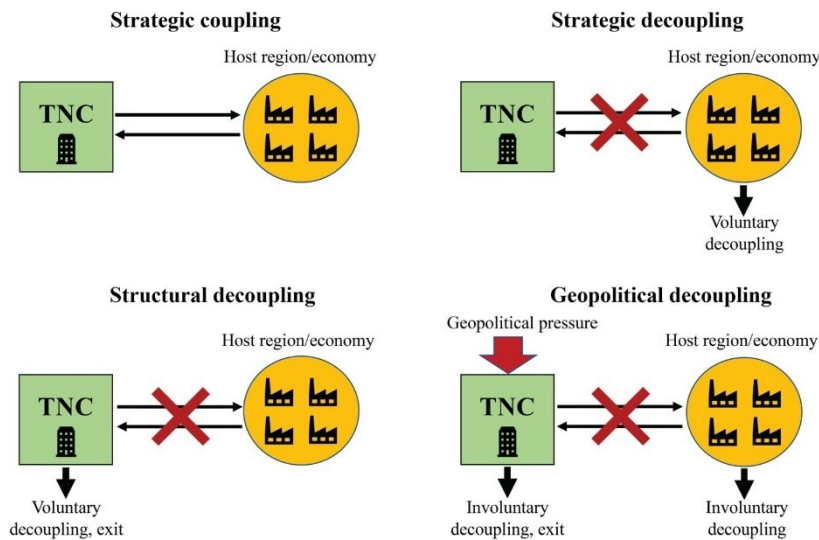 Strategic coupling
Host region/economy
TNC
Strategic decoupling
Host region/economy
TNC
Voluntary
decoupling
Structural decoupling
Host region/economy
TNC
Voluntary
decoupling, exit
Geopolitical decoupling
Geopolitical pressure
Host region/economy
TNC
Involuntary
decoupling, exit
Involuntary
decoupling